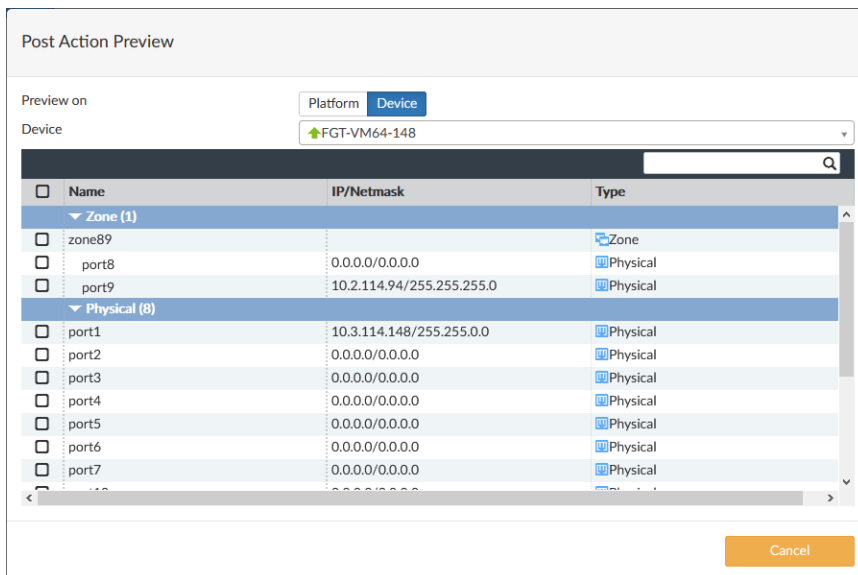 Post Action Preview
Preview on Platform Device
Device FGT-VM64-148
Name IP/Netmask Type
Zone (1)
zone89 Zone
port8 0.0.0.0/0.0.0.0 Physical
port9 10.2.114.94/255.255.255.0 Physical
Physical (8)
port1 10.3.114.148/255.255.0.0 Physical
port2 0.0.0.0/0.0.0.0 Physical
port3 0.0.0.0/0.0.0.0 Physical
port4 0.0.0.0/0.0.0.0 Physical
port5 0.0.0.0/0.0.0.0 Physical
port6 0.0.0.0/0.0.0.0 Physical
port7 0.0.0.0/0.0.0.0 Physical
Cancel